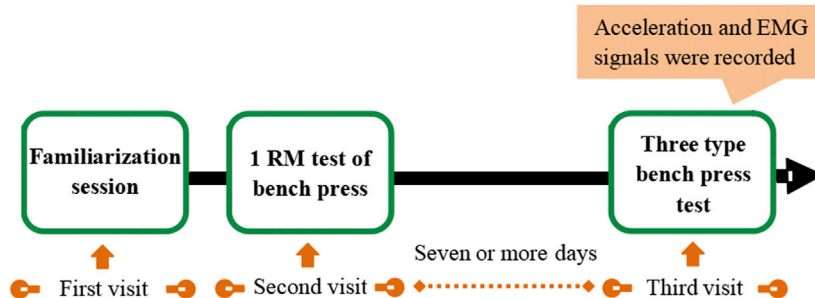 Acceleration and EMG
signals were recorded
Familiarization
session
1 RM test of
bench press
Three type
bench press
test
Seven or more days
First visit
Second visit
Third visit